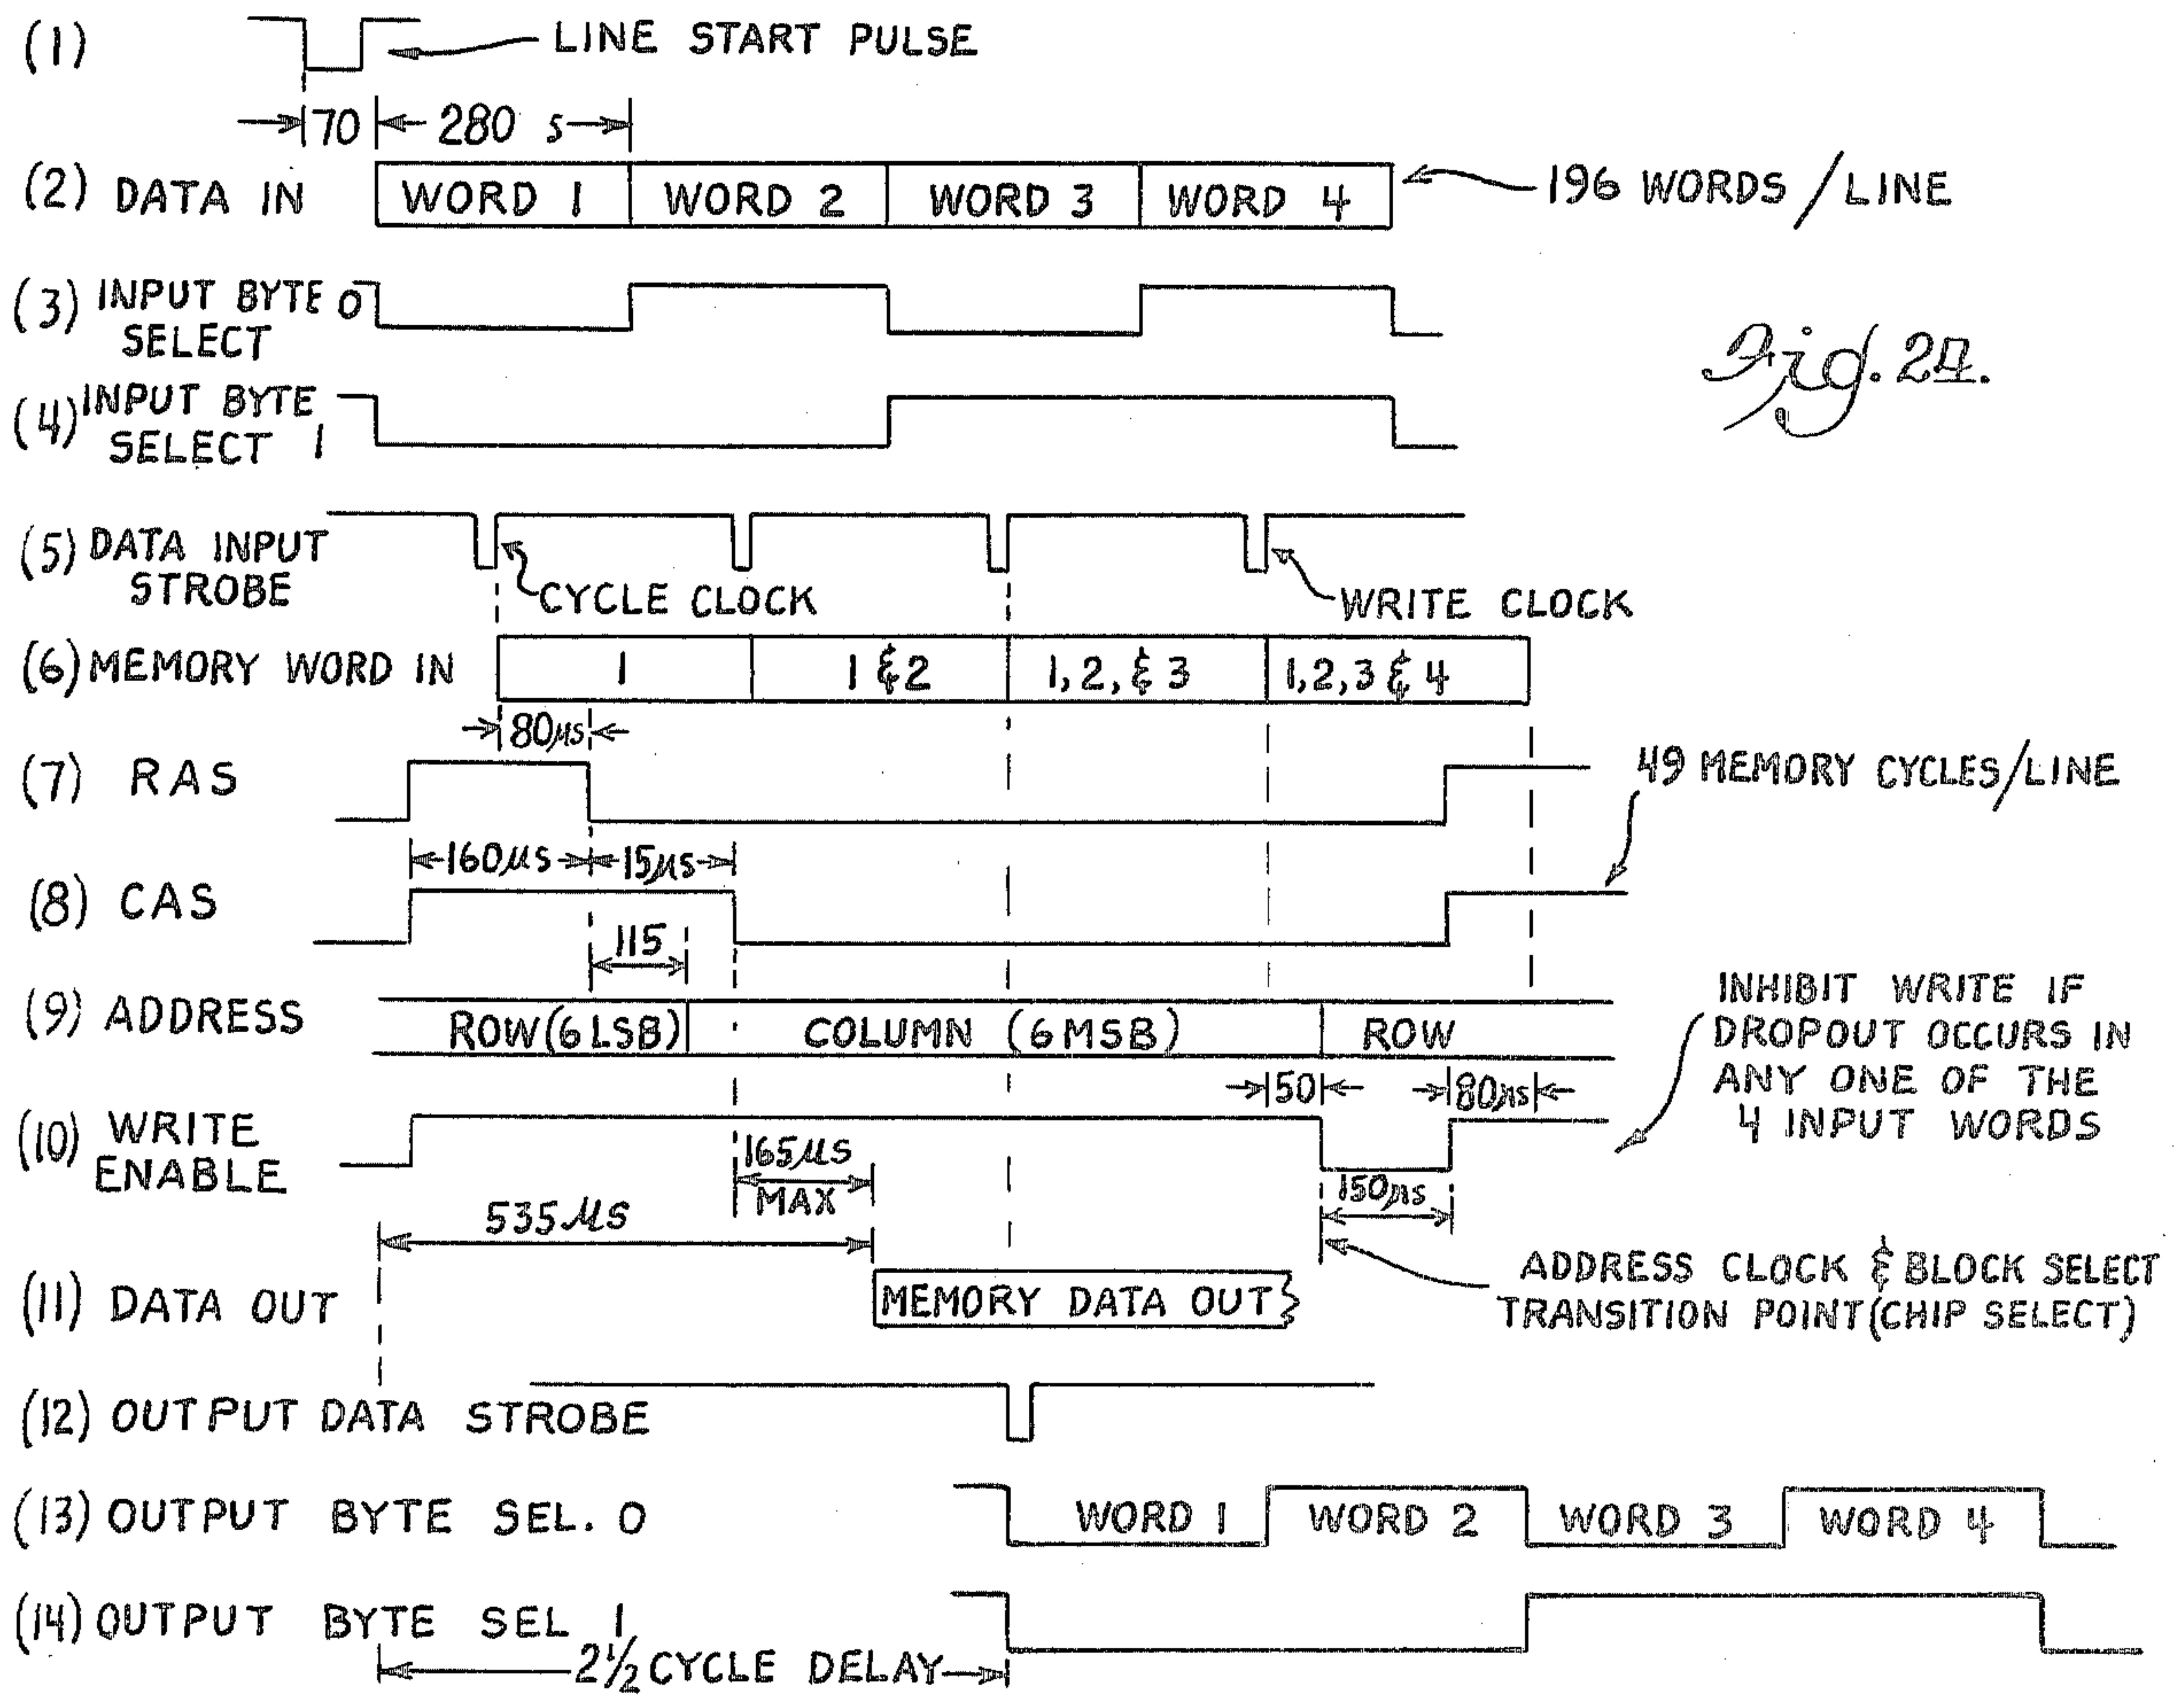 (1) LINE START PULSE
70 280 s
(2) DATA IN WORD 1 WORD 2 WORD 3 WORD 4 196 WORDS/LINE
(3) INPUT BYTE 0
SELECT
Fig. 24.
(4) INPUT BYTE
SELECT 1
(5) DATA INPUT
STROBE
CYCLE CLOCK
WRITE CLOCK
(6) MEMORY WORD IN 1 1 & 2 1, 2, & 3 1, 2, 3 & 4
80µs
(7) RAS
49 MEMORY CYCLES/LINE
160µs 15µs
(8) CAS
115
(9) ADDRESS ROW (6 LSB) COLUMN (6 MSB) ROW
INHIBIT WRITE IF
DROPOUT OCCURS IN
ANY ONE OF THE
4 INPUT WORDS
50 80ns
(10) WRITE
ENABLE
165µs
MAX
150ns
535µs
ADDRESS CLOCK & BLOCK SELECT
TRANSITION POINT (CHIP SELECT)
(11) DATA OUT MEMORY DATA OUT
(12) OUTPUT DATA STROBE
(13) OUTPUT BYTE SEL. 0 WORD 1 WORD 2 WORD 3 WORD 4
(14) OUTPUT BYTE SEL 1
2 1/2 CYCLE DELAY